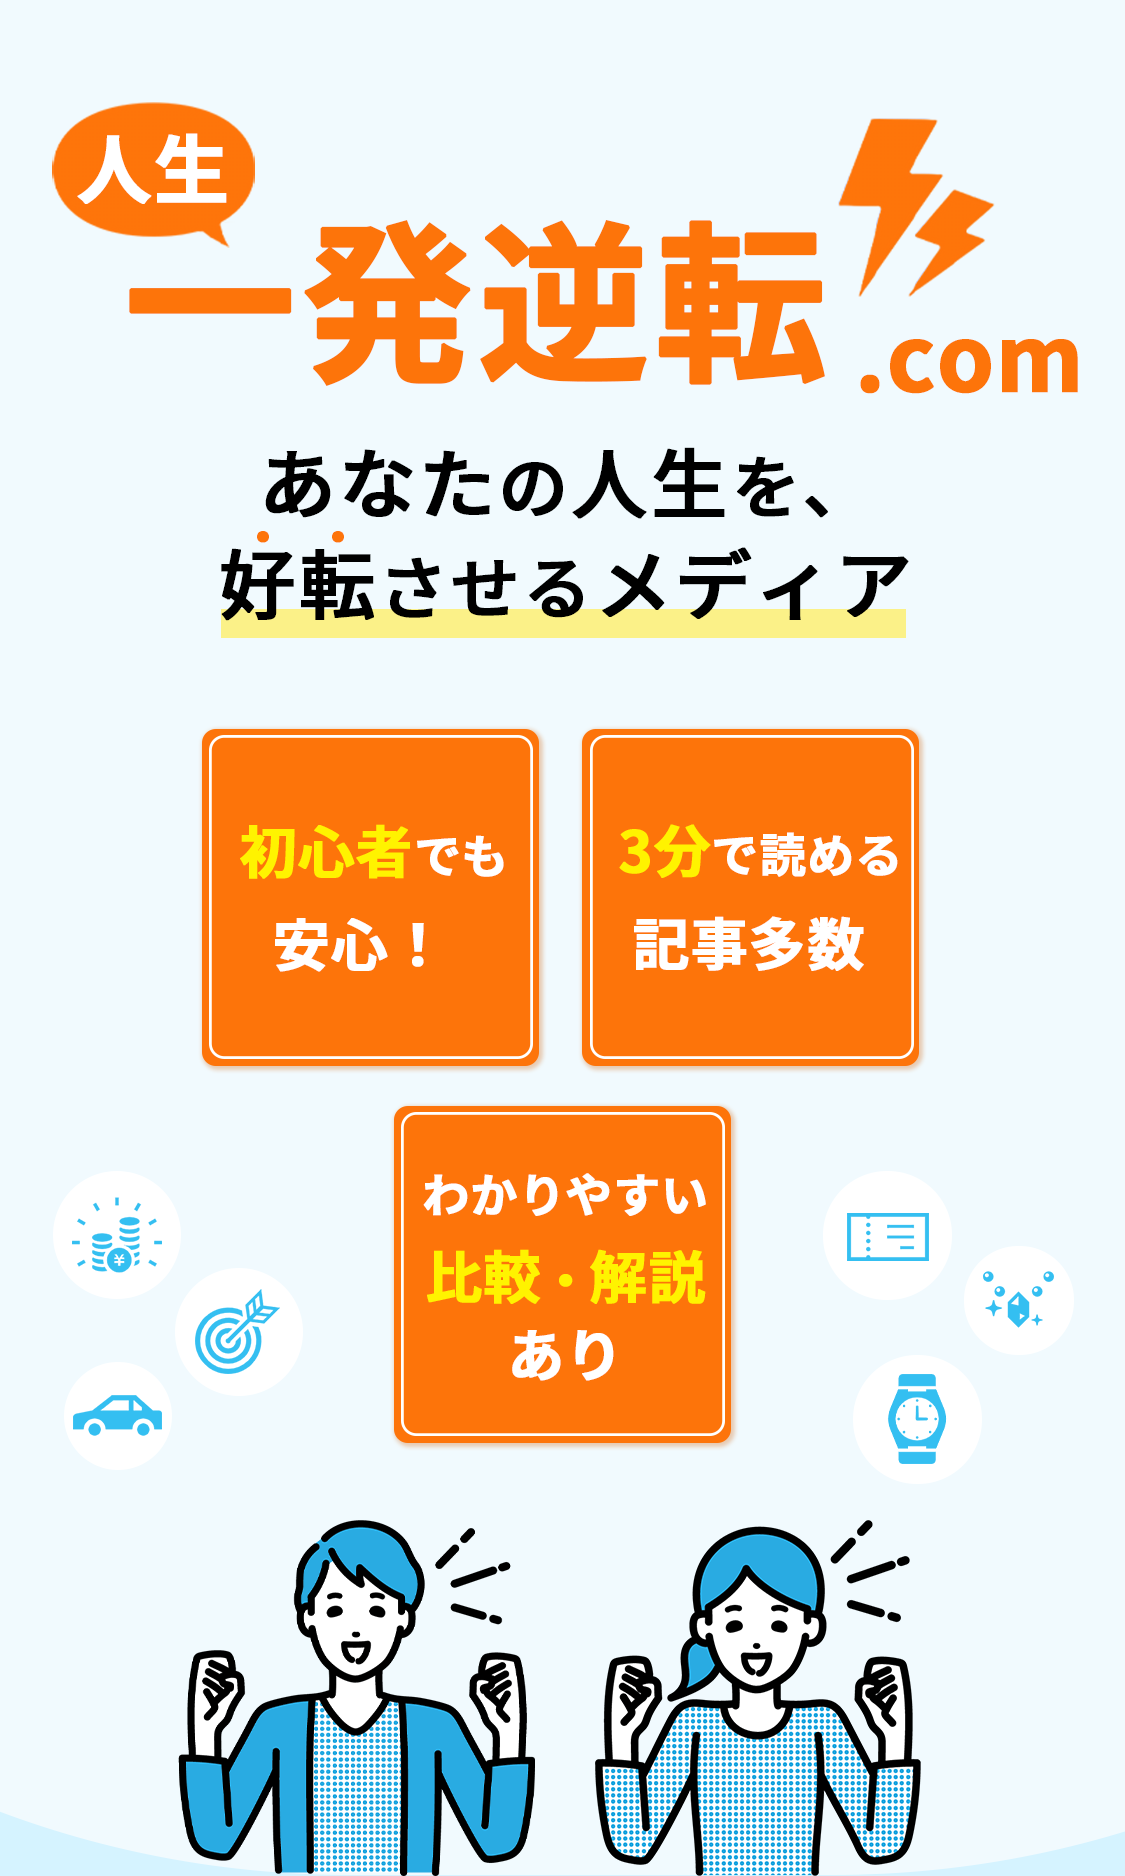 人生
一発逆転
.com
あなたの人生を、
好転させるメディア
初心者でも
安心！
3分で読める
記事多数
わかりやすい
比較・解説
あり
¥